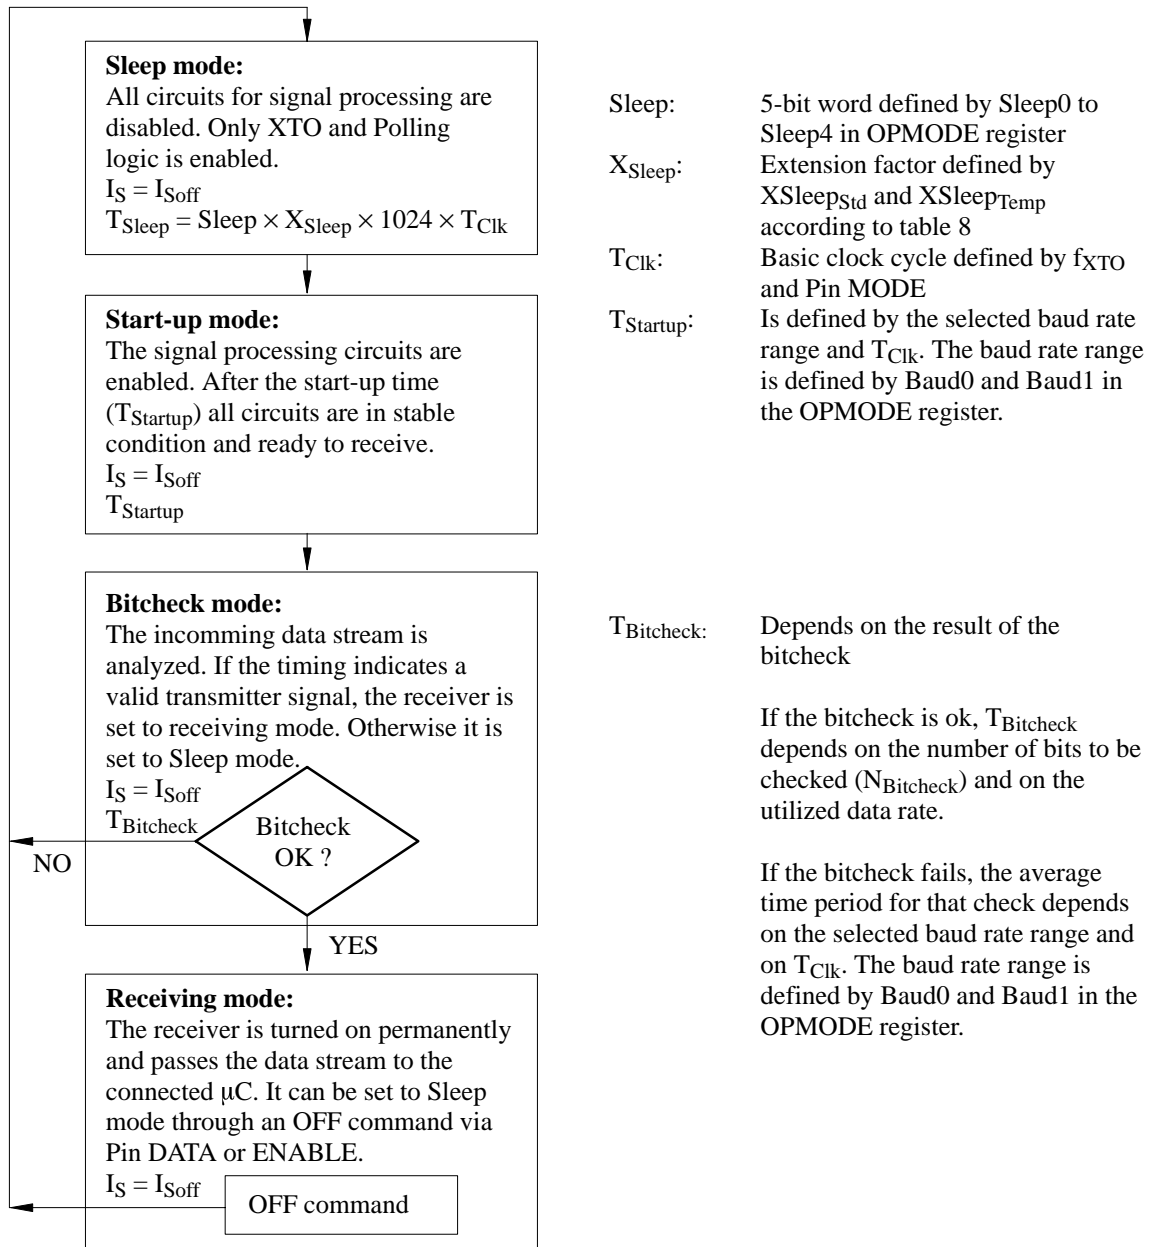 Sleep mode:
All circuits for signal processing are
disabled. Only XTO and Polling
logic is enabled.
IS = ISoff
TSleep = Sleep × XSleep × 1024 × TClk
Start-up mode:
The signal processing circuits are
enabled. After the start-up time
(TStartup) all circuits are in stable
condition and ready to receive.
IS = ISoff
TStartup
Bitcheck mode:
The incomming data stream is
analyzed. If the timing indicates a
valid transmitter signal, the receiver is
set to receiving mode. Otherwise it is
set to Sleep mode.
IS = ISoff
TBitcheck
Bitcheck
OK ?
NO
YES
Receiving mode:
The receiver is turned on permanently
and passes the data stream to the
connected μC. It can be set to Sleep
mode through an OFF command via
Pin DATA or ENABLE.
IS = ISoff
OFF command
Sleep: 5-bit word defined by Sleep0 to
Sleep4 in OPMODE register
XSleep: Extension factor defined by
XSleepStd and XSleepTemp
according to table 8
TClk: Basic clock cycle defined by fXTO
and Pin MODE
TStartup: Is defined by the selected baud rate
range and TClk. The baud rate range
is defined by Baud0 and Baud1 in
the OPMODE register.
TBitcheck: Depends on the result of the
bitcheck
If the bitcheck is ok, TBitcheck
depends on the number of bits to be
checked (NBitcheck) and on the
utilized data rate.
If the bitcheck fails, the average
time period for that check depends
on the selected baud rate range and
on TClk. The baud rate range is
defined by Baud0 and Baud1 in the
OPMODE register.